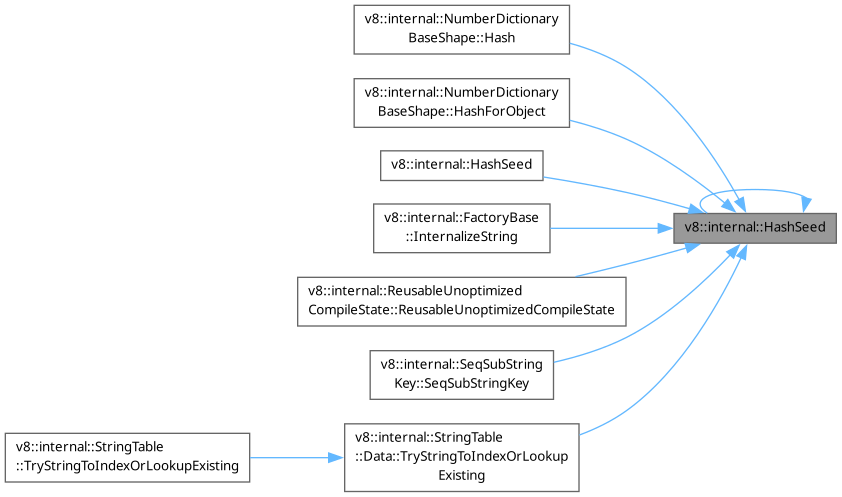 v8::internal::NumberDictionary
BaseShape::Hash
v8::internal::NumberDictionary
BaseShape::HashForObject
v8::internal::HashSeed
v8::internal::FactoryBase
::InternalizeString
v8::internal::HashSeed
v8::internal::ReusableUnoptimized
CompileState::ReusableUnoptimizedCompileState
v8::internal::SeqSubString
Key::SeqSubStringKey
v8::internal::StringTable
::TryStringToIndexOrLookupExisting
v8::internal::StringTable
::Data::TryStringToIndexOrLookup
Existing